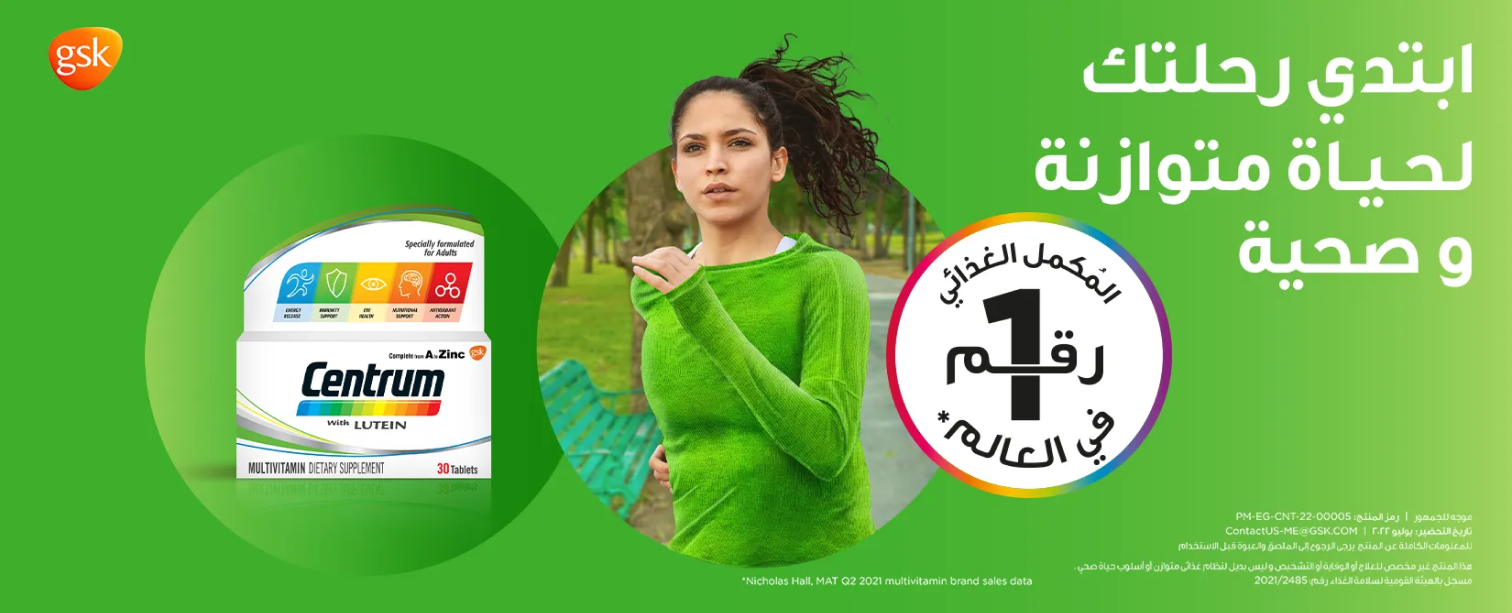 gsk
ابتدي رحلتك
لحياة متوازنة
و صحية
Specially formulated
for Adults
ENERGY
RELEASE
IMMUNITY
SUPPORT
EYE
HEALTH
NUTRITIONAL
SUPPORT
ANTIOXIDANT
ACTION
Complete from A to Zinc gsk
Centrum
With LUTEIN
MULTIVITAMIN DIETARY SUPPLEMENT
30 Tablets
المُكمل الغذائي
رقم 1
في العالم*
موجه للجمهور | رمز المنتج: PM-EG-CNT-22-00005
تاريخ التحضير: يوليو ٢٠٢٢ | ContactUS-ME@GSK.COM
للمعلومات الكاملة عن المنتج يرجى الرجوع إلى الملصق والعبوة قبل الاستخدام
هذا المنتج غير مخصص للعلاج أو الوقاية أو التشخيص و ليس بديل لنظام غذائى متوازن أو أسلوب حياة صحي.
مسجل بالهيئة القومية لسلامة الغذاء رقم: 2021/2485
*Nicholas Hall, MAT Q2 2021 multivitamin brand sales data